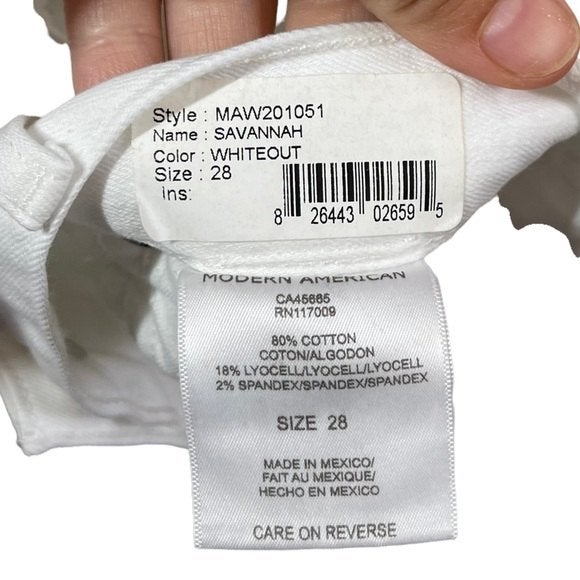 Style : MAW201051
Name : SAVANNAH
Color : WHITEOUT
Size : 28
ins:
8 26443 02659 5
MODERN AMERICAN
CA45665
RN117009
80% COTTON
COTON/ALGODON
18% LYOCELL/LYOCELL/LYOCELL
2% SPANDEX/SPANDEX/SPANDEX
SIZE 28
MADE IN MEXICO/
FAIT AU MEXIQUE/
HECHO EN MEXICO
CARE ON REVERSE